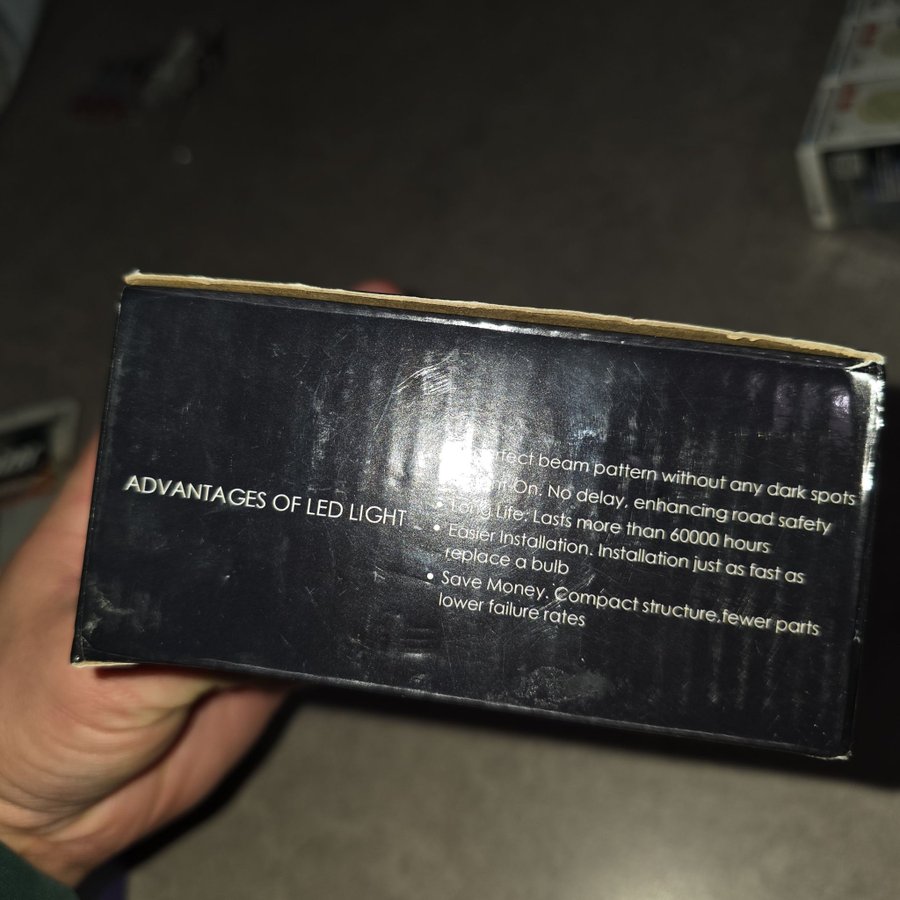 ADVANTAGES OF LED LIGHT
beam pattern without any dark spots
On. No delay, enhancing road safety
• Long Life. Lasts more than 60000 hours
• Easier Installation. Installation just as fast as
replace a bulb
• Save Money. Compact structure,fewer parts
lower failure rates